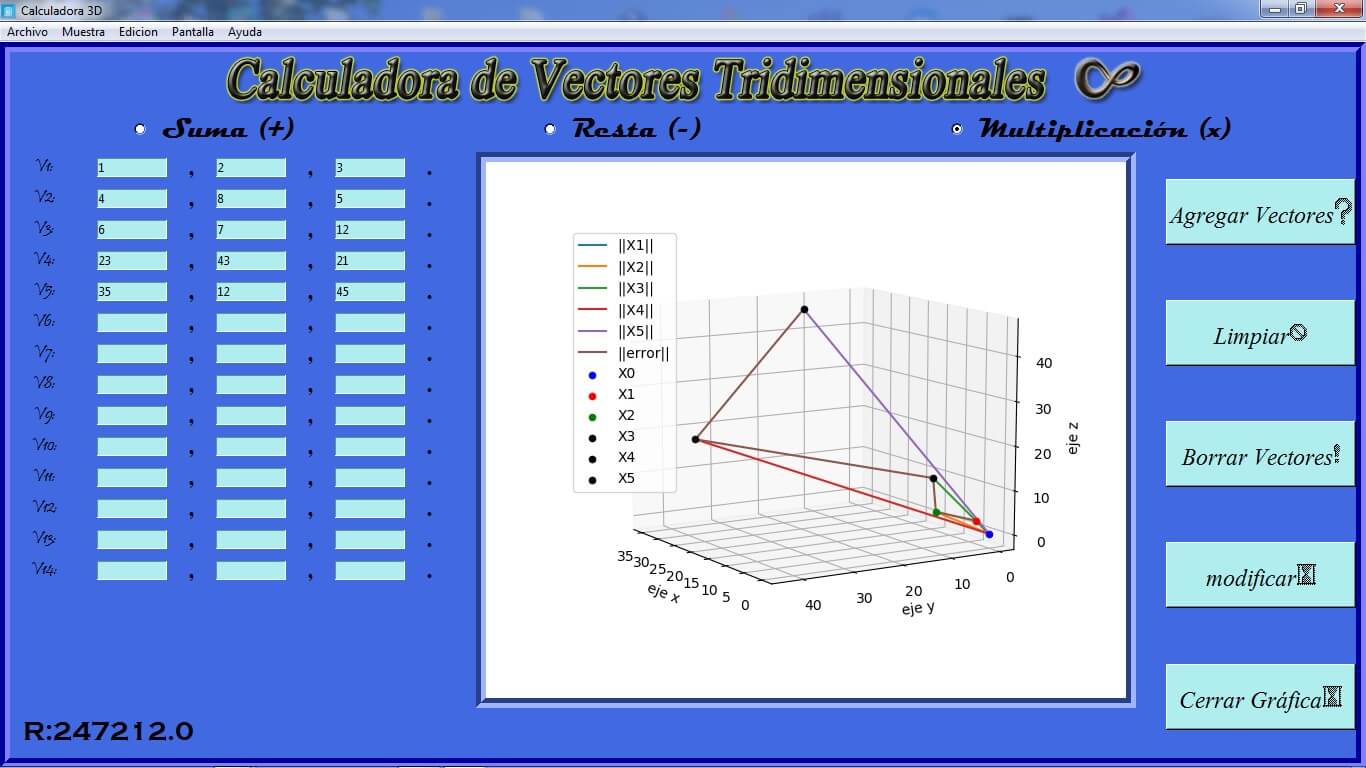 Calculadora 3D
Archivo Muestra Edicion Pantalla Ayuda
Calculadora de Vectores Tridimensionales
Suma (+) Resta (-) Multiplicación (x)
V1: 1 , 2 , 3 .
V2: 4 , 8 , 5 .
V3: 6 , 7 , 12 .
V4: 23 , 43 , 21 .
V5: 35 , 12 , 45 .
V6: , , .
V7: , , .
V8: , , .
V9: , , .
V10: , , .
V11: , , .
V12: , , .
V13: , , .
V14: , , .
R:247212.0
||X1||
||X2||
||X3||
||X4||
||X5||
||error||
X0
X1
X2
X3
X4
X5
35 30 25 20 15 10 5 0
eje x
40 30 20 10 0
eje y
40
30
20
10
0
eje z
Agregar Vectores?
Limpiar
Borrar Vectores!
modificar
Cerrar Gráfica